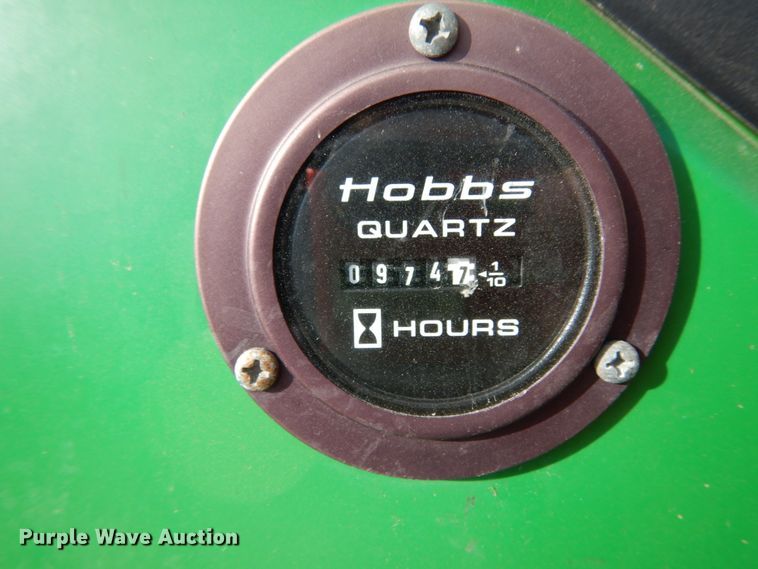 Hobbs
QUARTZ
0 9 7 4 7 ◄ 1/10
HOURS
Purple Wave Auction